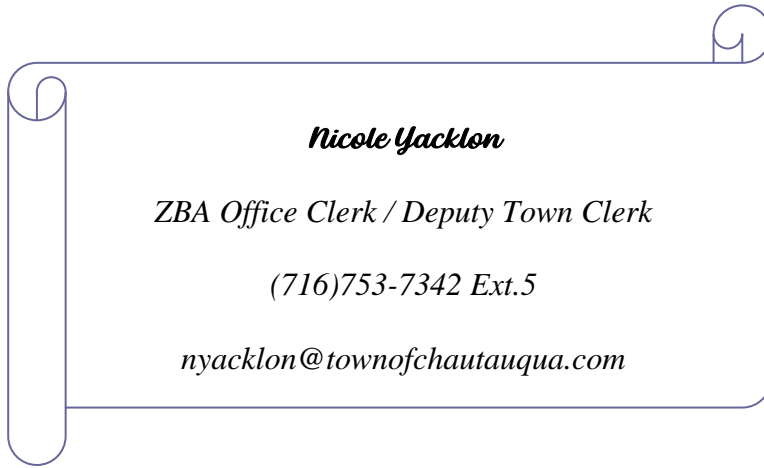 Nicole Yacklon
ZBA Office Clerk / Deputy Town Clerk
(716)753-7342 Ext.5
nyacklon@townofchautauqua.com